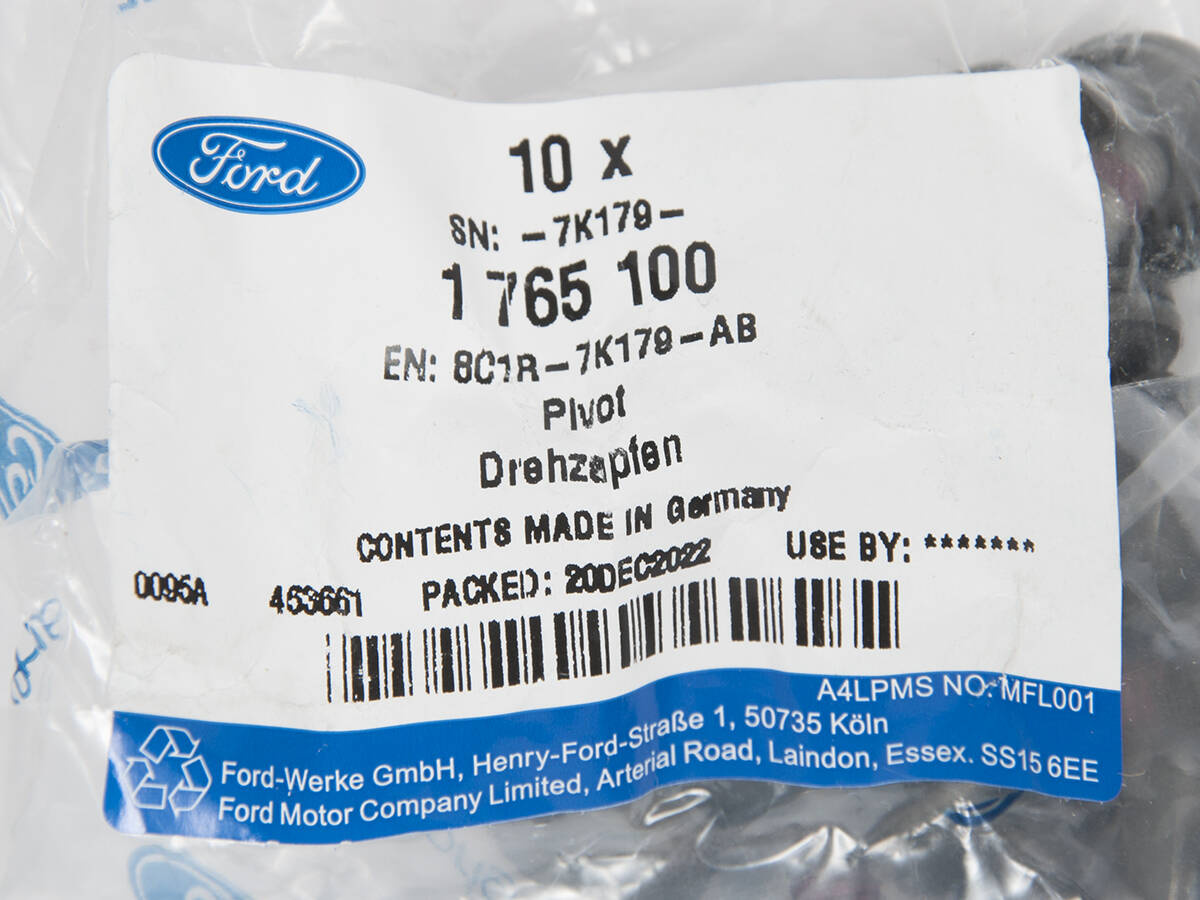 Ford
10 x
SN: -7K179-
1 765 100
EN: 8C1R-7K179-AB
Pivot
Drehzapfen
CONTENTS MADE IN Germany
0095A 463661 PACKED: 20DEC2022 USE BY: *******
A4LPMS NO. MFL001
Ford-Werke GmbH, Henry-Ford-Straße 1, 50735 Köln
Ford Motor Company Limited, Arterial Road, Laindon, Essex. SS15 6EE